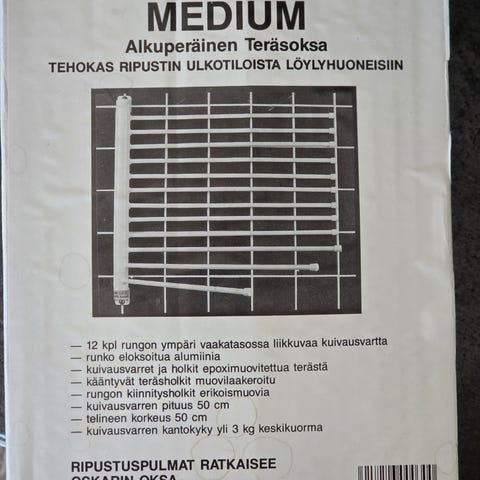 MEDIUM
Alkuperäinen Teräsoksa
TEHOKAS RIPUSTIN ULKOTILOISTA LÖYLYHUONEISIIN
— 12 kpl rungon ympäri vaakatasossa liikkuvaa kuivausvartta
— runko eloksoitua alumiinia
— kuivausvarret ja holkit epoximuovitettua terästä
— kääntyvät teräsholkit muovilaakeroitu
— rungon kiinnitysholkit erikoismuovia
— kuivausvarren pituus 50 cm
— telineen korkeus 50 cm
— kuivausvarren kantokyky yli 3 kg keskikuorma
RIPUSTUSPULMAT RATKAISEE
OSKARIN OKSA